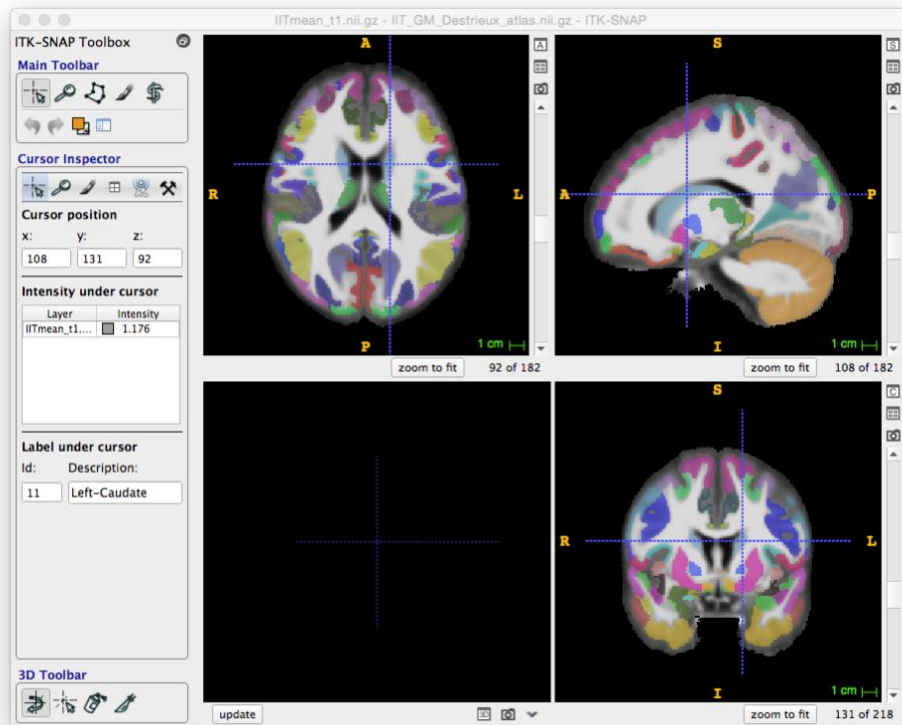 IITmean_t1.nii.gz - IIT_GM_Destrieux_atlas.nii.gz - ITK-SNAP
ITK-SNAP Toolbox
Main Toolbar
Cursor Inspector
Cursor position
x: y: z:
108 131 92
Intensity under cursor
Layer Intensity
IITmean_t1.... 1.176
Label under cursor
Id: Description:
11 Left-Caudate
3D Toolbar
A
R L
P
1 cm
zoom to fit 92 of 182
A
S
A P
I
1 cm
zoom to fit 108 of 182
S
update
3D
S
R L
I
1 cm
zoom to fit 131 of 218
C